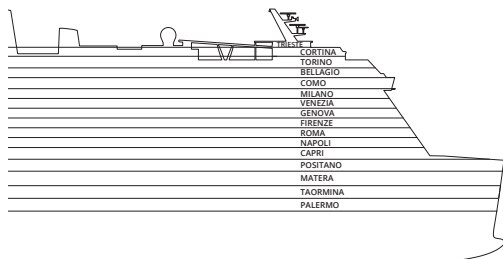 TRIESTE
CORTINA
TORINO
BELLAGIO
COMO
MILANO
VENEZIA
GENOVA
FIRENZE
ROMA
NAPOLI
CAPRI
POSITANO
MATERA
TAORMINA
PALERMO